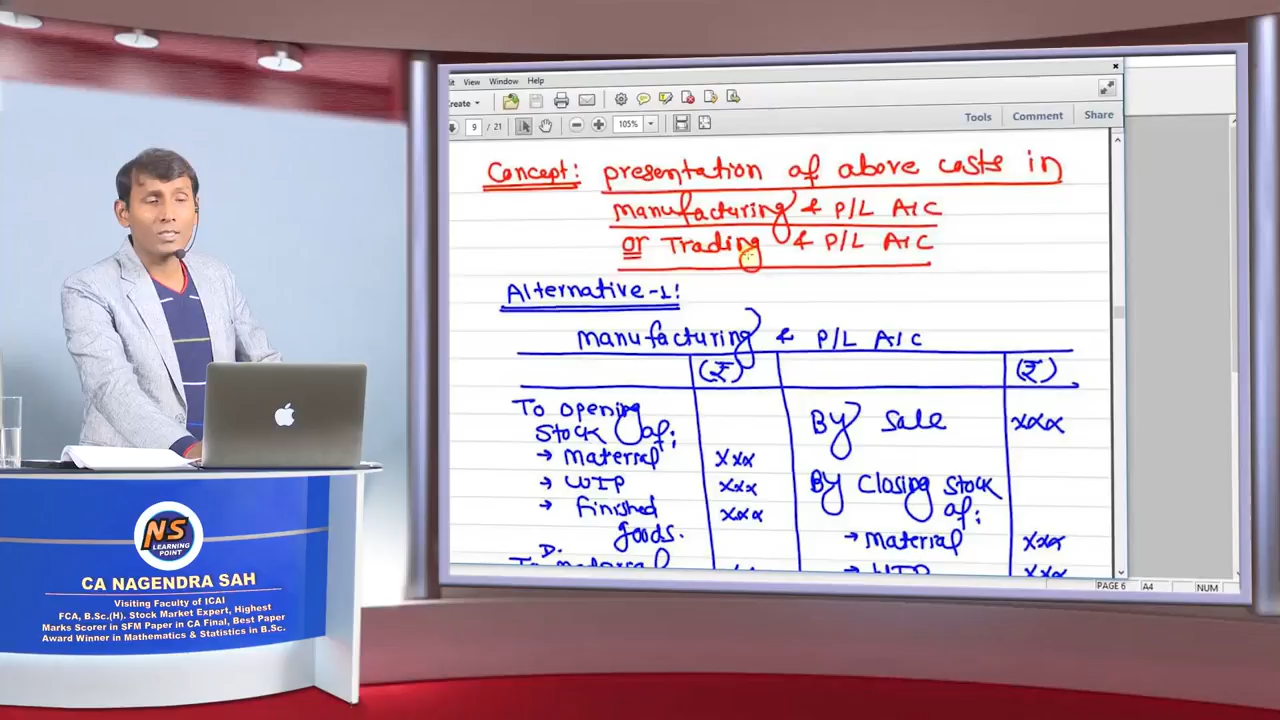 View Window Help
Create
9 / 21
105%
Tools Comment Share
Concept: presentation of above costs in
manufacturing & P/L A/C
or Trading & P/L A/C
Alternative-1:
manufacturing & P/L A/C
(₹) (₹)
To opening
stock of:
→ Material xxx
→ WIP xxx
→ finished
goods. xxx
By sale xxx
By closing stock
of:
→ Material xxx
→ WIP xxx
To D. material
PAGE 6 A4 NUM
NS
LEARNING
POINT
CA NAGENDRA SAH
Visiting Faculty of ICAI
FCA, B.Sc.(H). Stock Market Expert, Highest
Marks Scorer in SFM Paper in CA Final, Best Paper
Award Winner in Mathematics & Statistics in B.Sc.